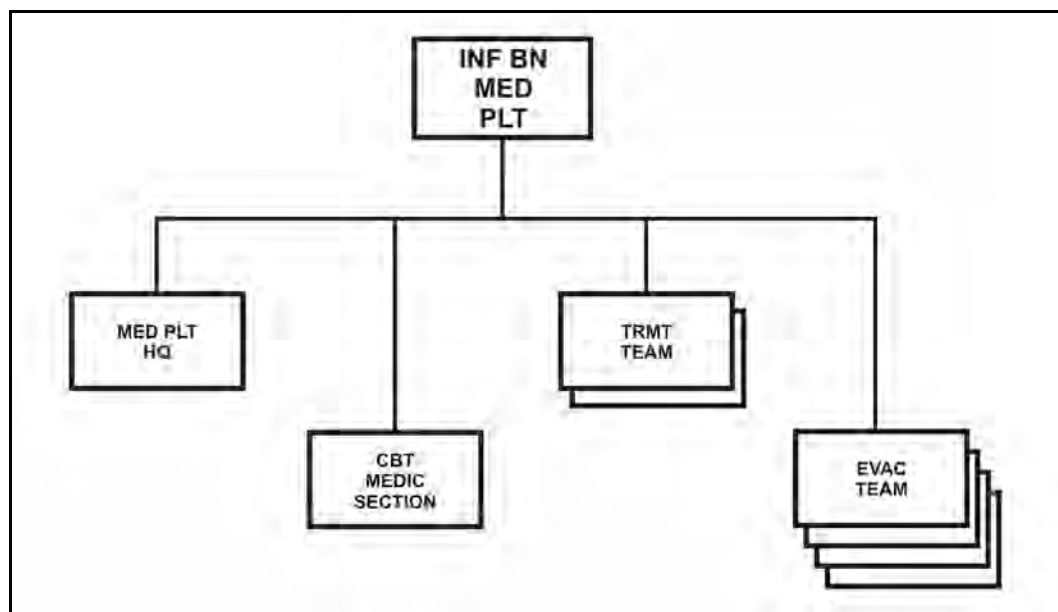 INF BN
MED
PLT
MED PLT
HQ
TRMT
TEAM
CBT
MEDIC
SECTION
EVAC
TEAM